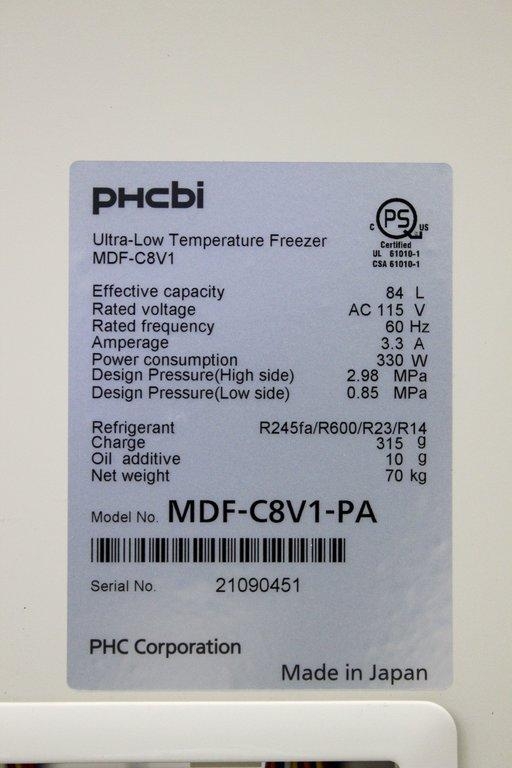 PHCbi
C PS US
Certified
UL 61010-1
CSA 61010-1
Ultra-Low Temperature Freezer
MDF-C8V1
Effective capacity 84 L
Rated voltage AC 115 V
Rated frequency 60 Hz
Amperage 3.3 A
Power consumption 330 W
Design Pressure(High side) 2.98 MPa
Design Pressure(Low side) 0.85 MPa
Refrigerant R245fa/R600/R23/R14
Charge 315 g
Oil additive 10 g
Net weight 70 kg
Model No. MDF-C8V1-PA
Serial No. 21090451
PHC Corporation
Made in Japan